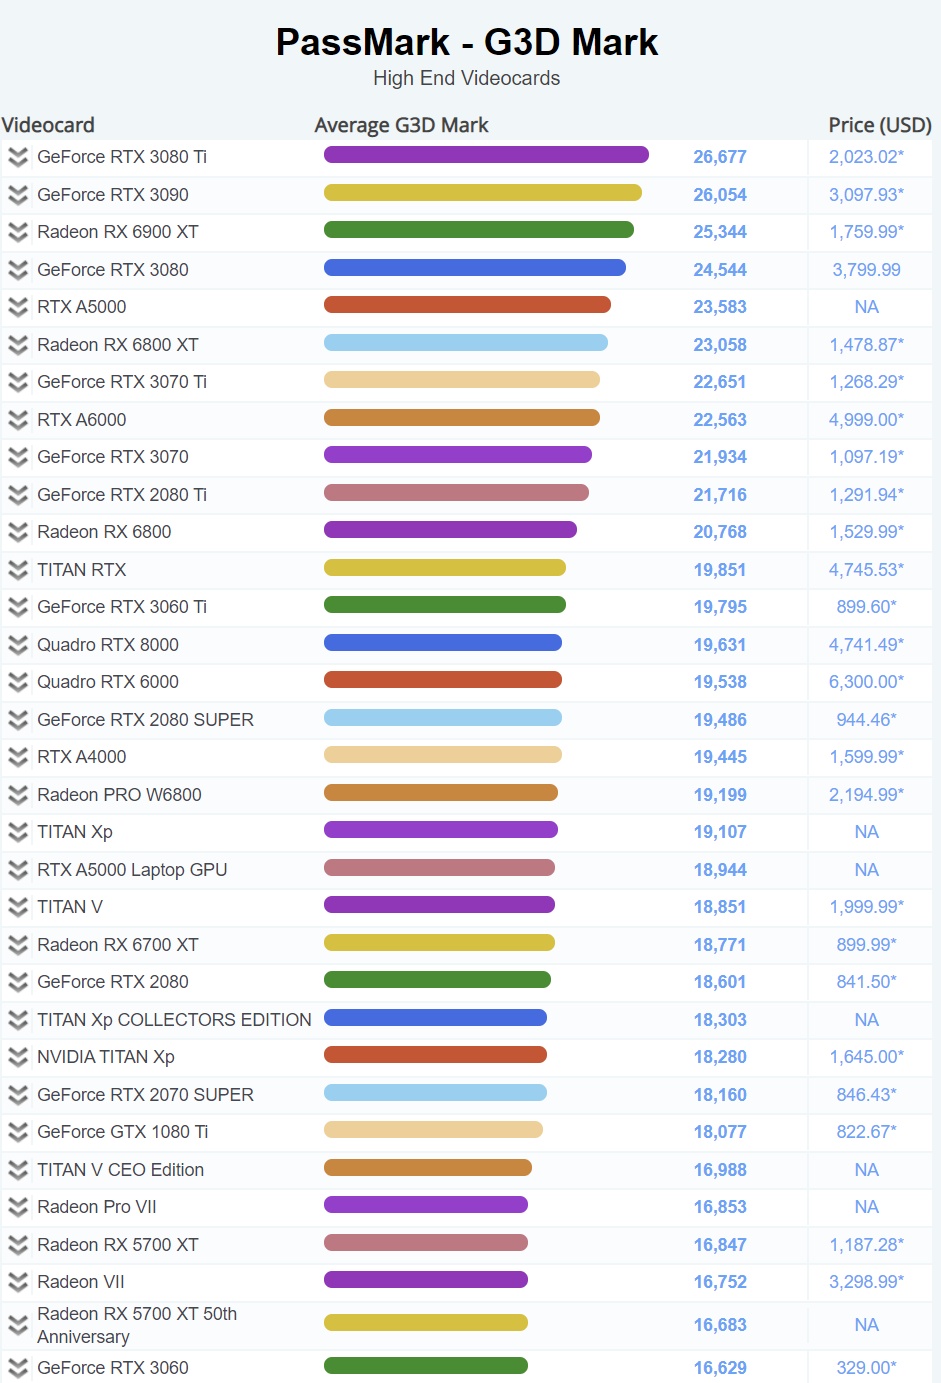 PassMark - G3D Mark
High End Videocards
Videocard Average G3D Mark Price (USD)
GeForce RTX 3080 Ti 26,677 2,023.02*
GeForce RTX 3090 26,054 3,097.93*
Radeon RX 6900 XT 25,344 1,759.99*
GeForce RTX 3080 24,544 3,799.99
RTX A5000 23,583 NA
Radeon RX 6800 XT 23,058 1,478.87*
GeForce RTX 3070 Ti 22,651 1,268.29*
RTX A6000 22,563 4,999.00*
GeForce RTX 3070 21,934 1,097.19*
GeForce RTX 2080 Ti 21,716 1,291.94*
Radeon RX 6800 20,768 1,529.99*
TITAN RTX 19,851 4,745.53*
GeForce RTX 3060 Ti 19,795 899.60*
Quadro RTX 8000 19,631 4,741.49*
Quadro RTX 6000 19,538 6,300.00*
GeForce RTX 2080 SUPER 19,486 944.46*
RTX A4000 19,445 1,599.99*
Radeon PRO W6800 19,199 2,194.99*
TITAN Xp 19,107 NA
RTX A5000 Laptop GPU 18,944 NA
TITAN V 18,851 1,999.99*
Radeon RX 6700 XT 18,771 899.99*
GeForce RTX 2080 18,601 841.50*
TITAN Xp COLLECTORS EDITION 18,303 NA
NVIDIA TITAN Xp 18,280 1,645.00*
GeForce RTX 2070 SUPER 18,160 846.43*
GeForce GTX 1080 Ti 18,077 822.67*
TITAN V CEO Edition 16,988 NA
Radeon Pro VII 16,853 NA
Radeon RX 5700 XT 16,847 1,187.28*
Radeon VII 16,752 3,298.99*
Radeon RX 5700 XT 50th
Anniversary 16,683 NA
GeForce RTX 3060 16,629 329.00*